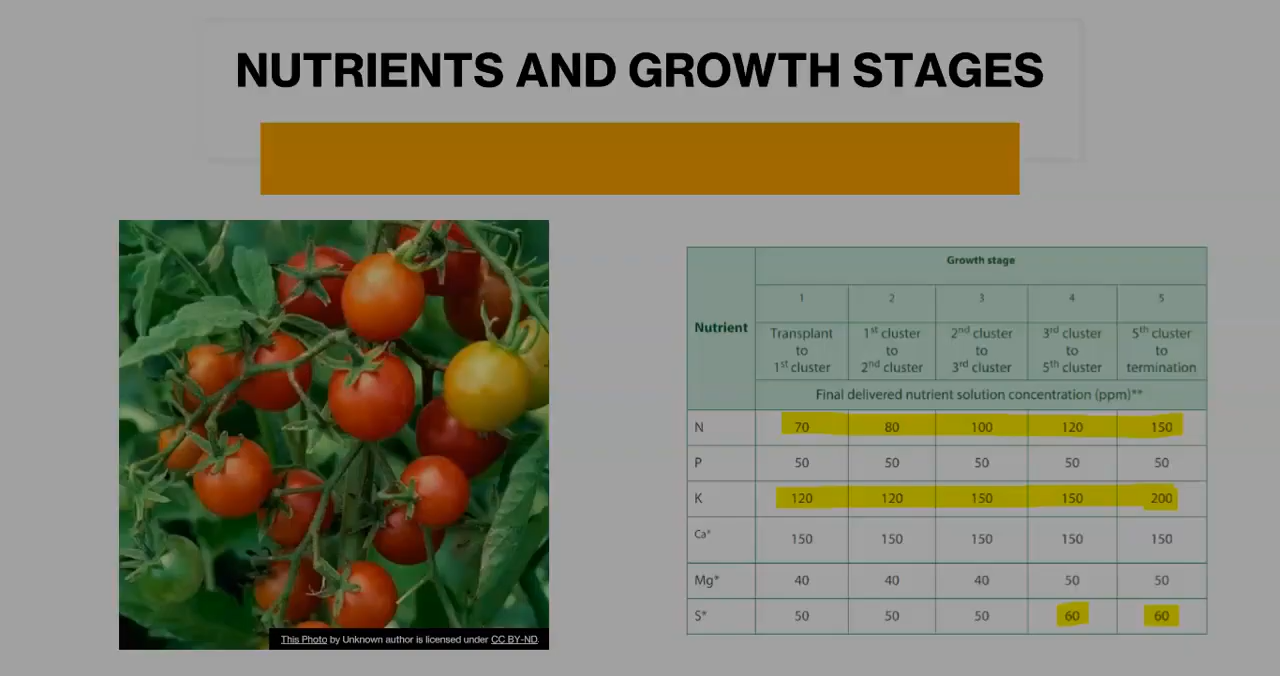 NUTRIENTS AND GROWTH STAGES
This Photo by Unknown author is licensed under CC BY-ND.
Nutrient
Growth stage
1 2 3 4 5
Transplant to 1st cluster
1st cluster to 2nd cluster
2nd cluster to 3rd cluster
3rd cluster to 5th cluster
5th cluster to termination
Final delivered nutrient solution concentration (ppm)**
N 70 80 100 120 150
P 50 50 50 50 50
K 120 120 150 150 200
Ca* 150 150 150 150 150
Mg* 40 40 40 50 50
S* 50 50 50 60 60